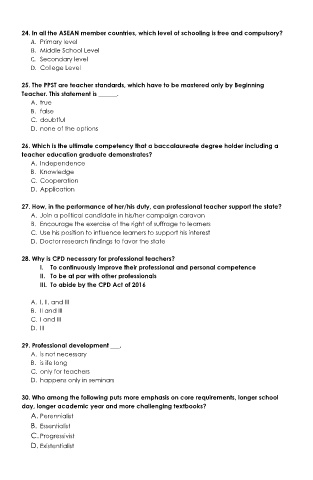 24. In all the ASEAN member countries, which level of schooling is free and compulsory?
A. Primary level
B. Middle School Level
C. Secondary level
D. College Level
25. The PPST are teacher standards, which have to be mastered only by Beginning
Teacher. This statement is ______.
A. true
B. false
C. doubtful
D. none of the options
26. Which is the ultimate competency that a baccalaureate degree holder including a
teacher education graduate demonstrates?
A. Independence
B. Knowledge
C. Cooperation
D. Application
27. How, in the performance of her/his duty, can professional teacher support the state?
A. Join a political candidate in his/her campaign caravan
B. Encourage the exercise of the right of suffrage to learners
C. Use his position to influence learners to support his interest
D. Doctor research findings to favor the state
28. Why is CPD necessary for professional teachers?
I. To continuously improve their professional and personal competence
II. To be at par with other professionals
III. To abide by the CPD Act of 2016
A. I, II, and III
B. II and III
C. I and III
D. III
29. Professional development ___.
A. is not necessary
B. is life long
C. only for teachers
D. happens only in seminars
30. Who among the following puts more emphasis on core requirements, longer school
day, longer academic year and more challenging textbooks?
A. Perennialist
B. Essentialist
C. Progressivist
D. Existentialist